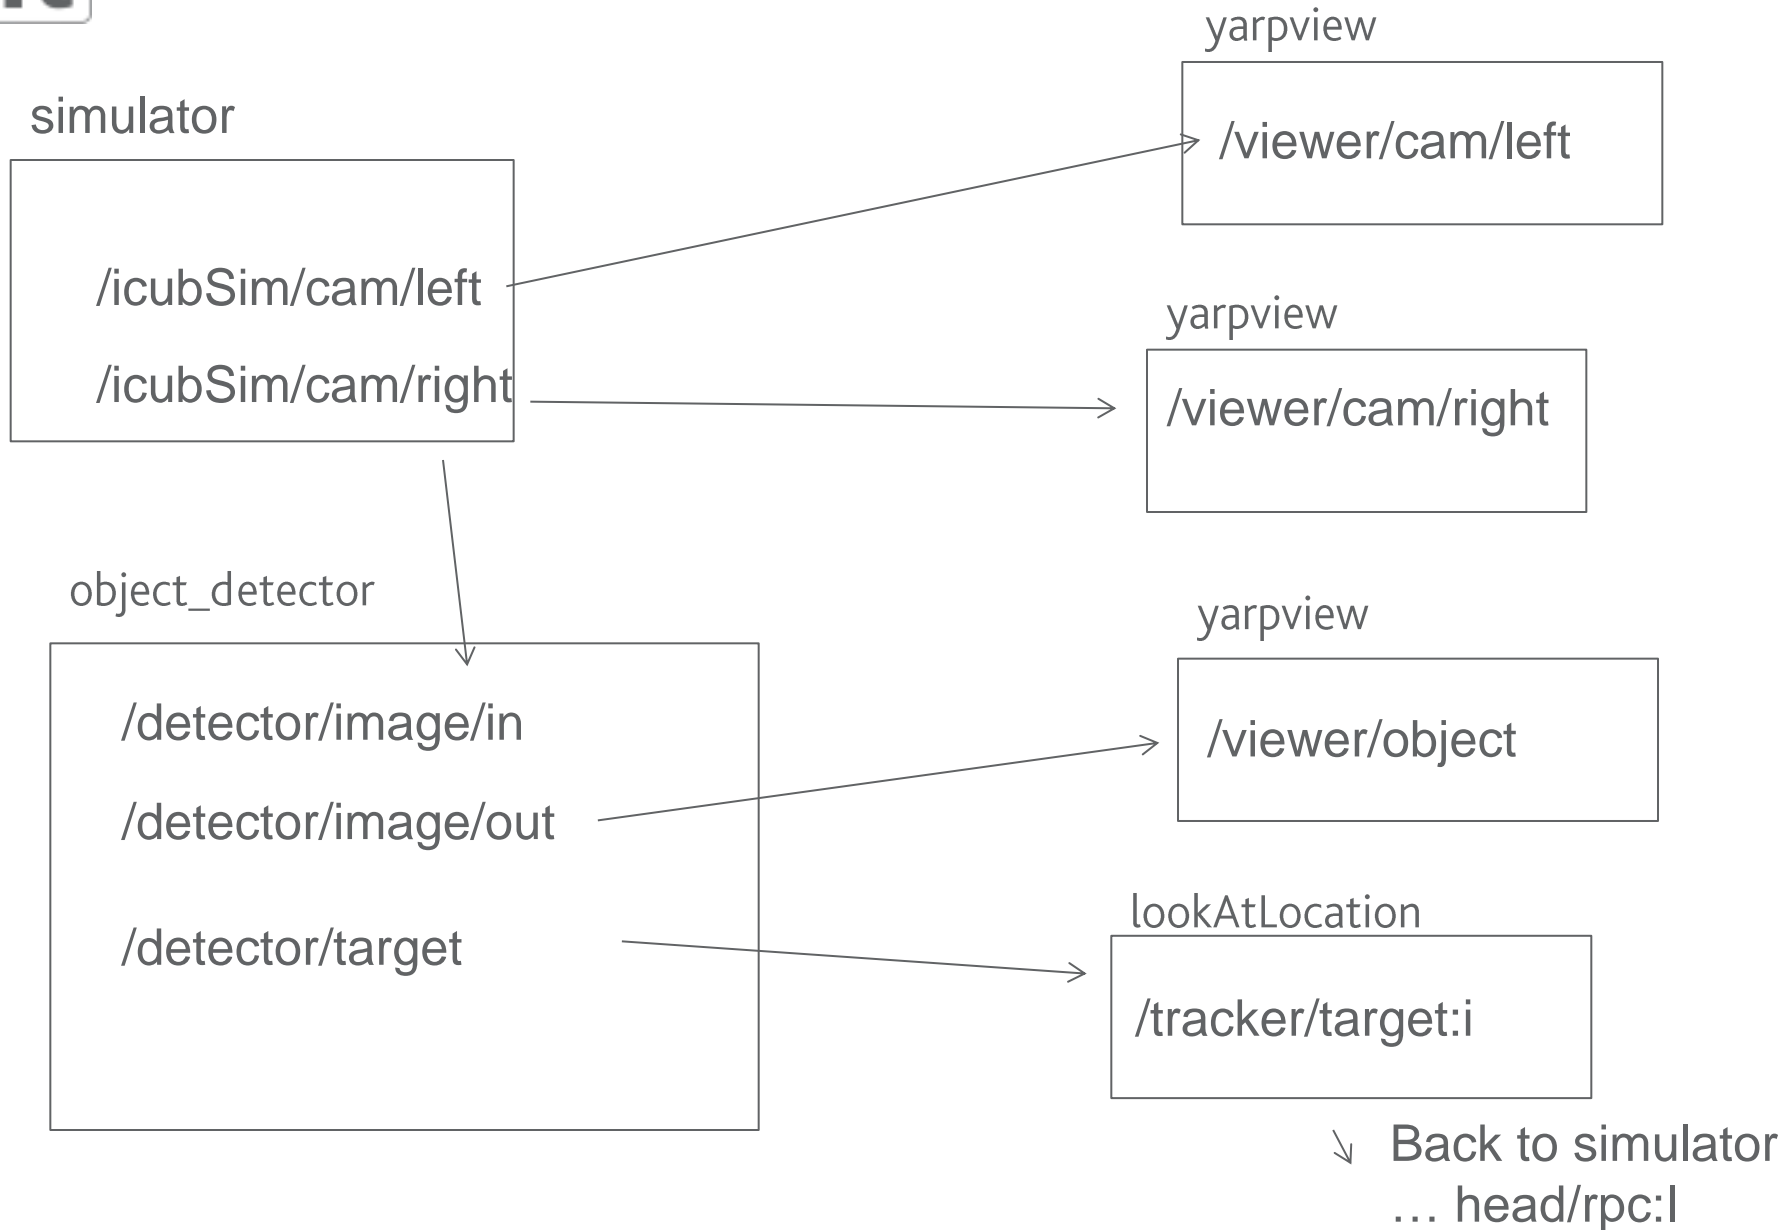 yarpview
simulator
/viewer/cam/left
/icubSim/cam/left
yarpview
/icubSim/cam/right
/viewer/cam/right
object_detector
yarpview
/detector/image/in
/viewer/object
/detector/image/out
lookAtLocation
/detector/target
/tracker/target:i
Back to simulator
… head/rpc:I